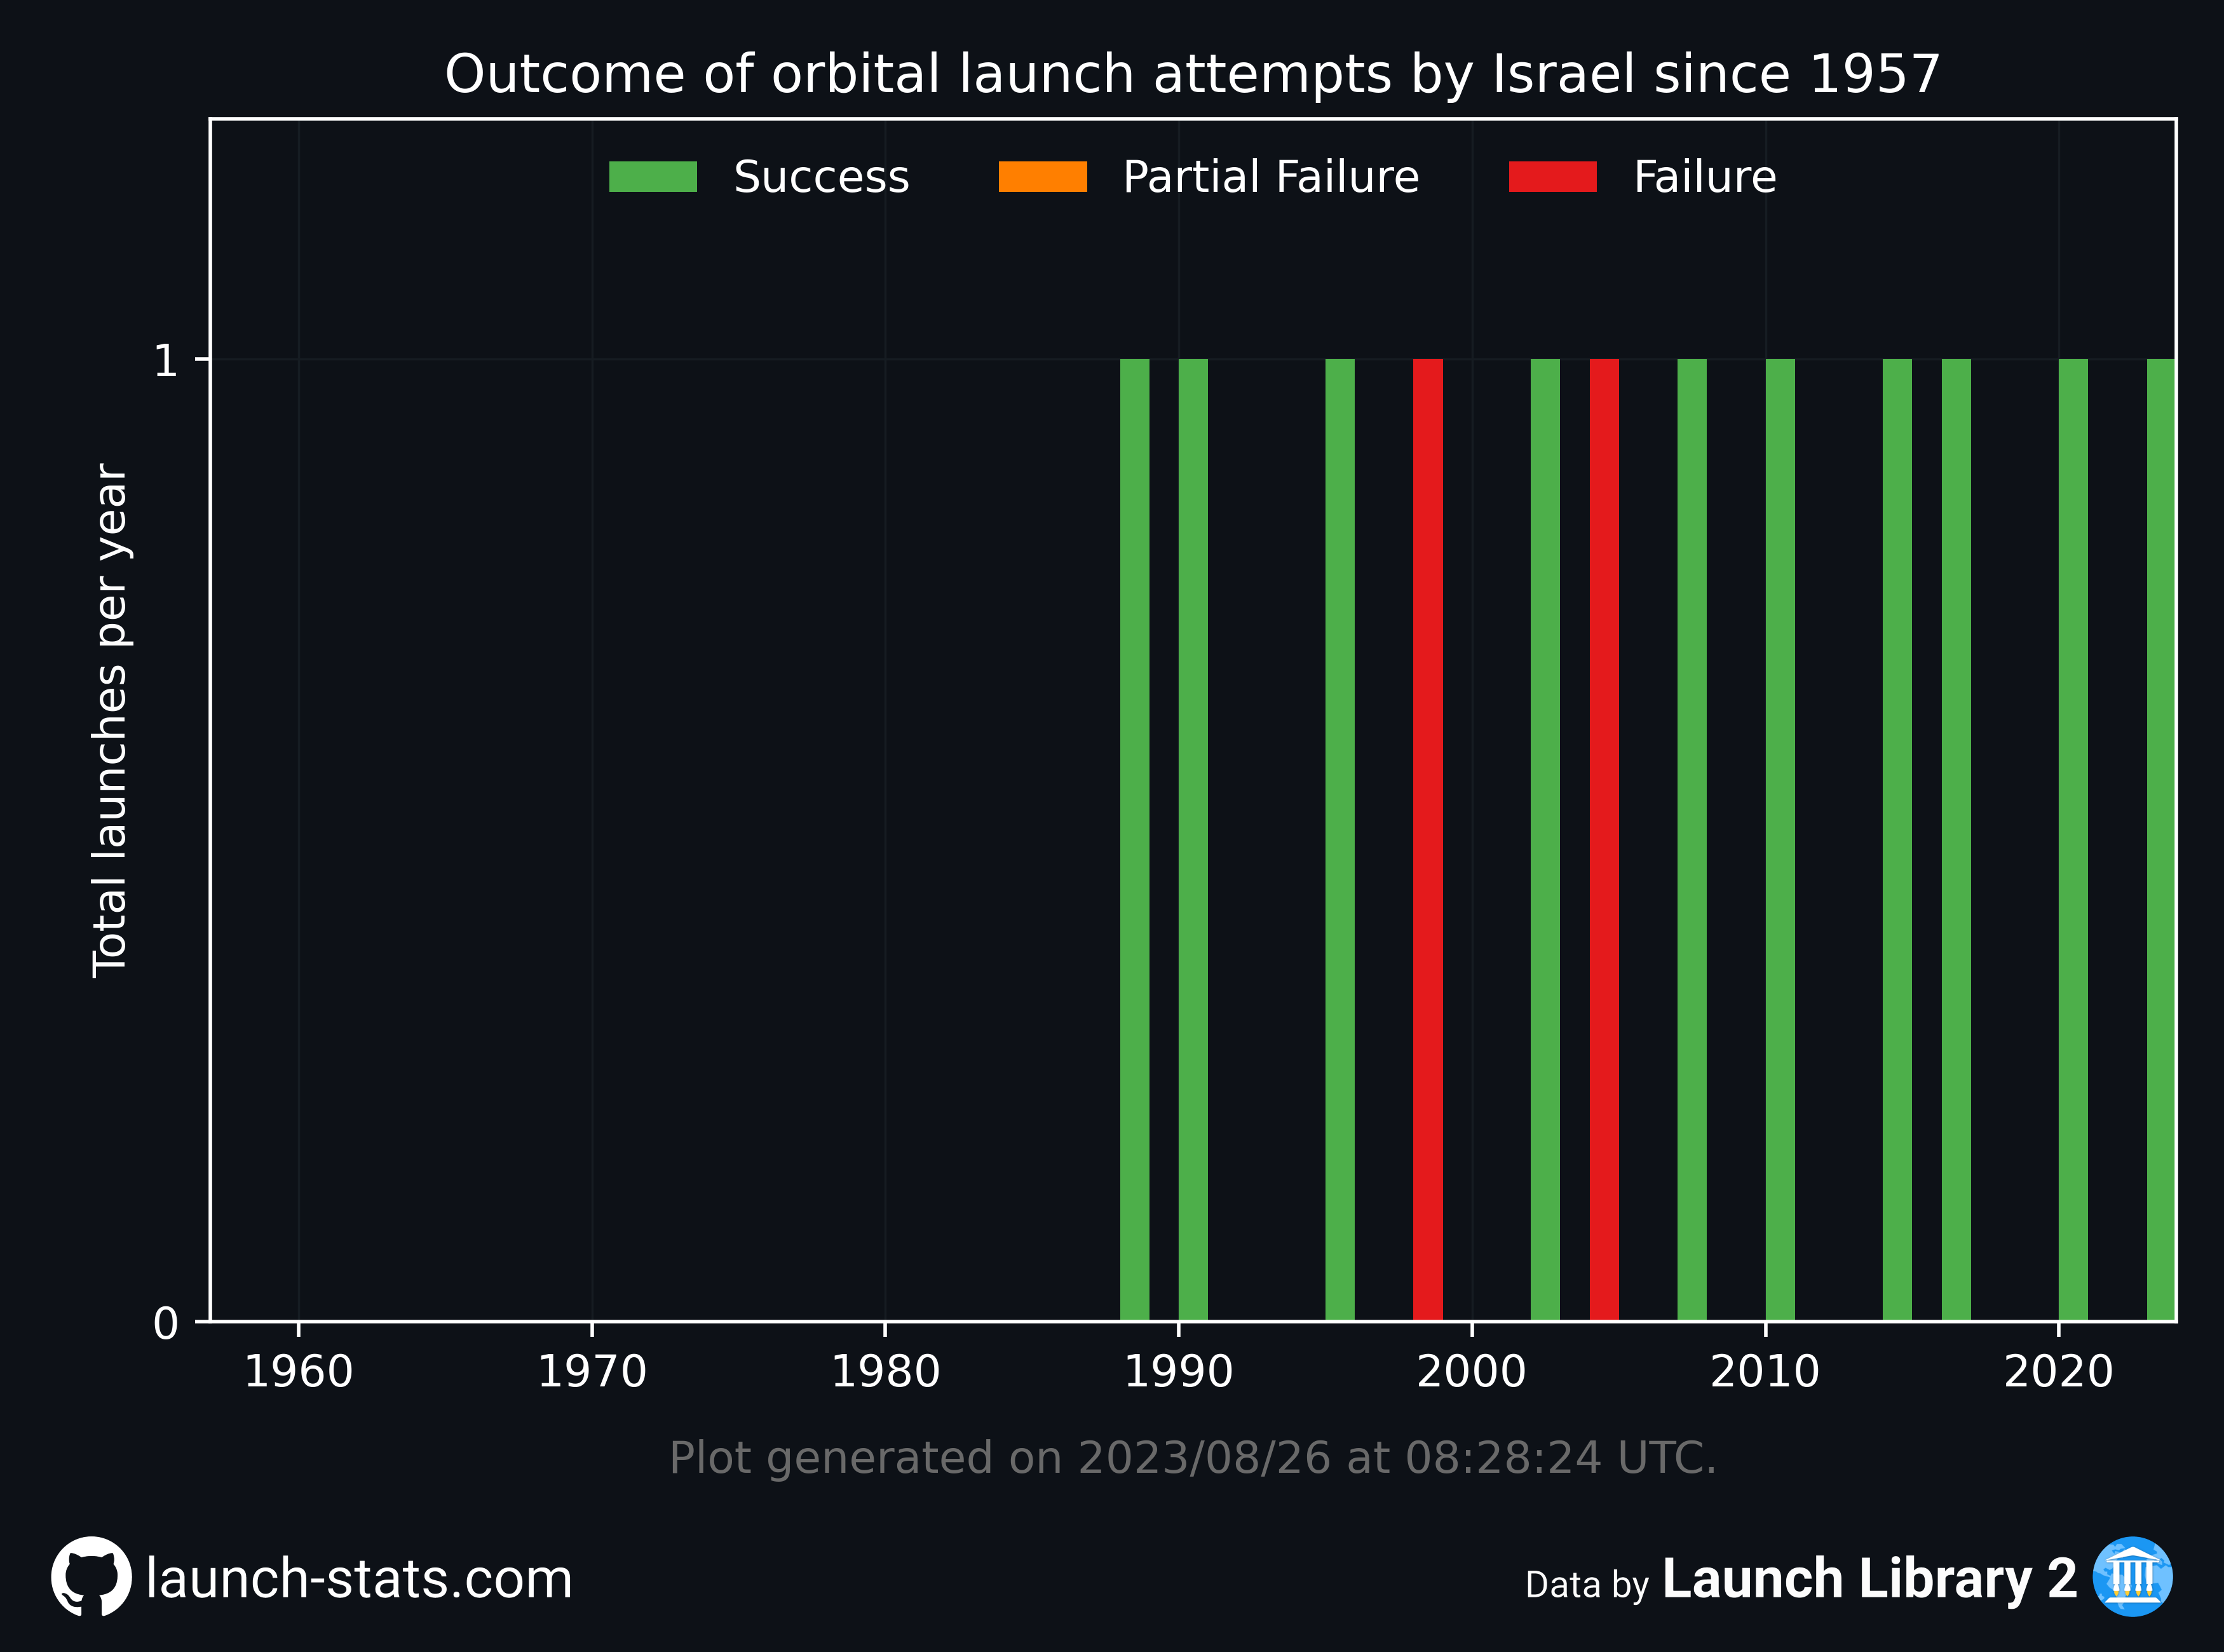 Outcome of orbital launch attempts by Israel since 1957
Success Partial Failure Failure
Total launches per year
1
0
1960 1970 1980 1990 2000 2010 2020
Plot generated on 2023/08/26 at 08:28:24 UTC.
launch-stats.com
Data by Launch Library 2